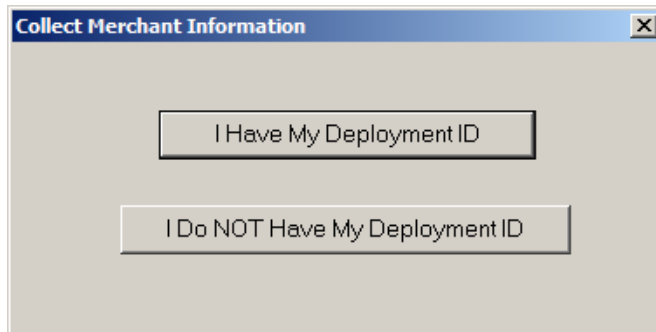 Collect Merchant Information
I Have My Deployment ID
I Do NOT Have My Deployment ID